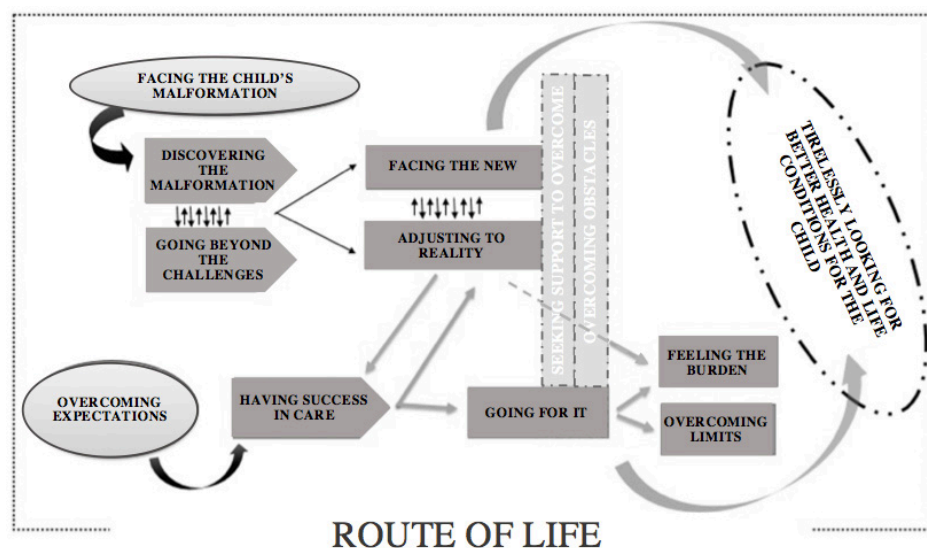 FACING THE CHILD'S
MALFORMATION
DISCOVERING
THE
MALFORMATION
GOING BEYOND
THE
CHALLENGES
FACING THE NEW
ADJUSTING TO
REALITY
SEEKING SUPPORT TO OVERCOME
OVERCOMING OBSTACLES
TIRELESSLY LOOKING FOR
BETTER HEALTH AND LIFE
CONDITIONS FOR THE
CHILD
OVERCOMING
EXPECTATIONS
HAVING SUCCESS
IN CARE
GOING FOR IT
FEELING THE
BURDEN
OVERCOMING
LIMITS
ROUTE OF LIFE